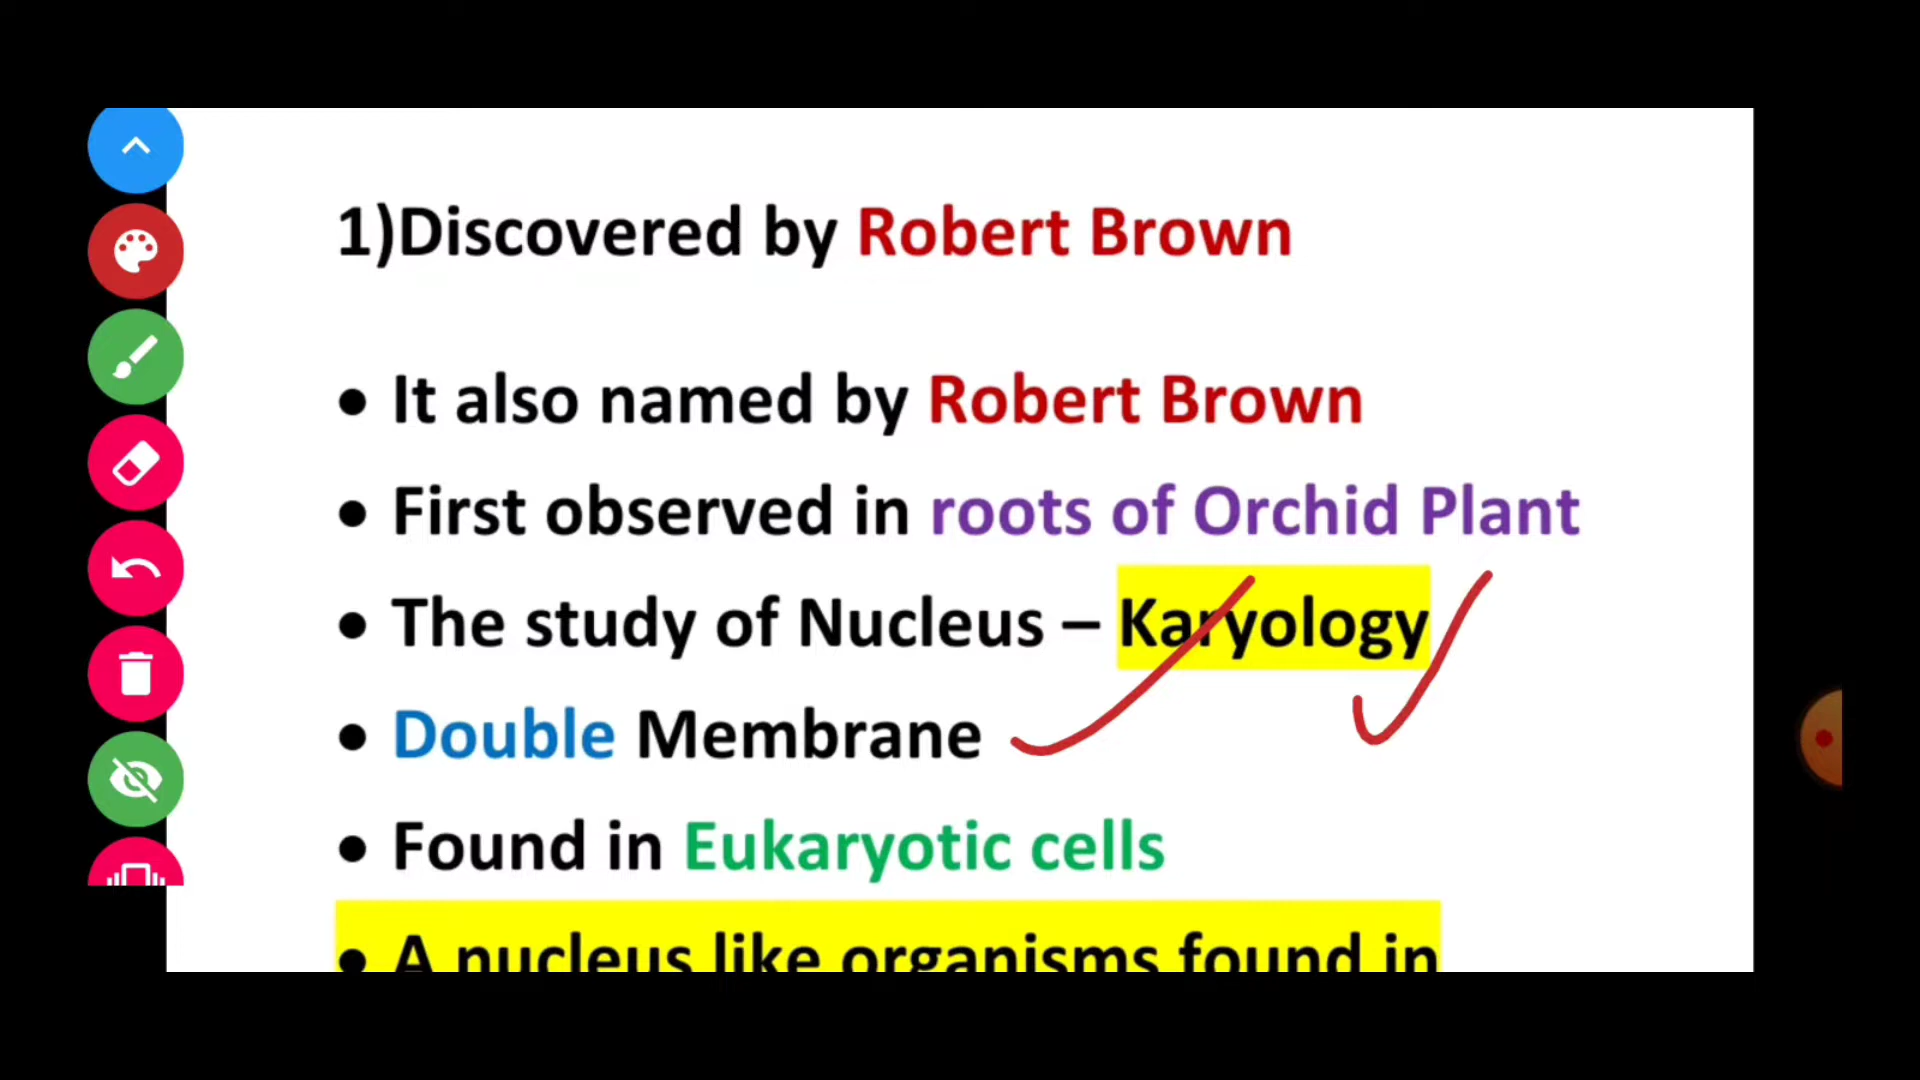 1)Discovered by Robert Brown
• It also named by Robert Brown
• First observed in roots of Orchid Plant
• The study of Nucleus – Karyology
• Double Membrane
• Found in Eukaryotic cells
• A nucleus like organisms found in